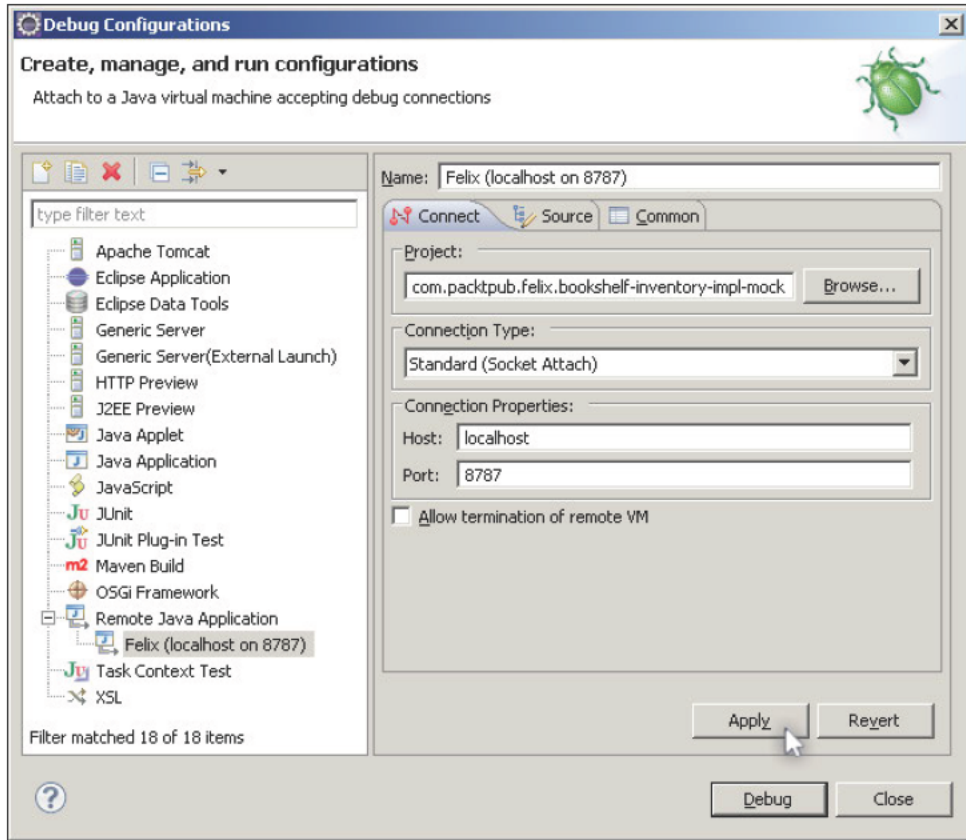 Debug Configurations
Create, manage, and run configurations
Attach to a Java virtual machine accepting debug connections
type filter text
Apache Tomcat
Eclipse Application
Eclipse Data Tools
Generic Server
Generic Server(External Launch)
HTTP Preview
J2EE Preview
Java Applet
Java Application
JavaScript
Ju JUnit
JUnit Plug-in Test
m2 Maven Build
OSGi Framework
Remote Java Application
Felix (localhost on 8787)
Task Context Test
XSL
Filter matched 18 of 18 items
Name: Felix (localhost on 8787)
Connect Source Common
Project:
com.packtpub.felix.bookshelf-inventory-impl-mock Browse...
Connection Type:
Standard (Socket Attach)
Connection Properties:
Host: localhost
Port: 8787
Allow termination of remote VM
Apply Revert
? Debug Close